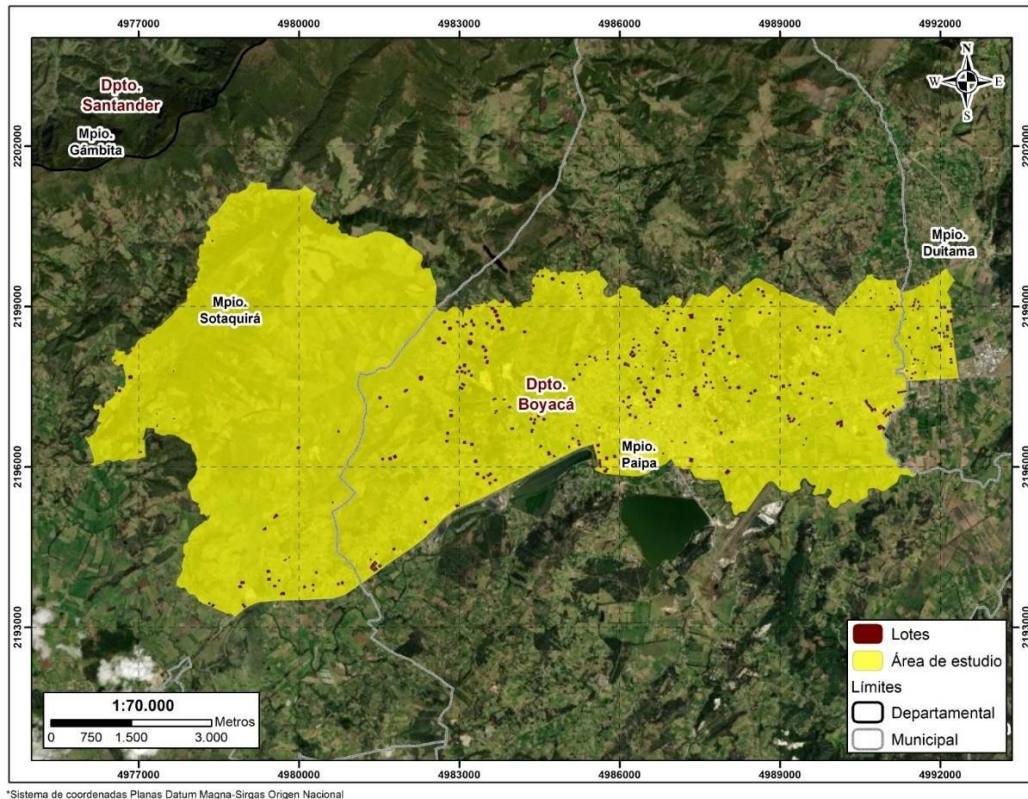 4977000 4980000 4983000 4986000 4989000 4992000
N
W E
S
Dpto.
Santander
Mpio.
Gámbita
2202000 2202000
Mpio.
Duitama
2199000 2199000
Mpio.
Sotaquirá
Dpto.
Boyacá
Mpio.
Paipa
2196000 2196000
2193000 2193000
Lotes
Área de estudio
Límites
Departamental
Municipal
1:70.000
Metros
0 750 1.500 3.000
4977000 4980000 4983000 4986000 4989000 4992000
*Sistema de coordenadas Planas Datum Magna-Sirgas Origen Nacional